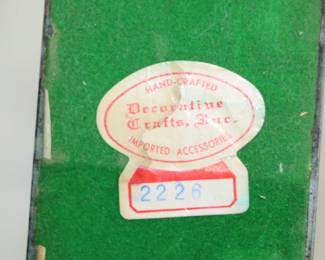 HAND-CRAFTED
Decorative
Crafts, Inc.
IMPORTED ACCESSORIES
2226